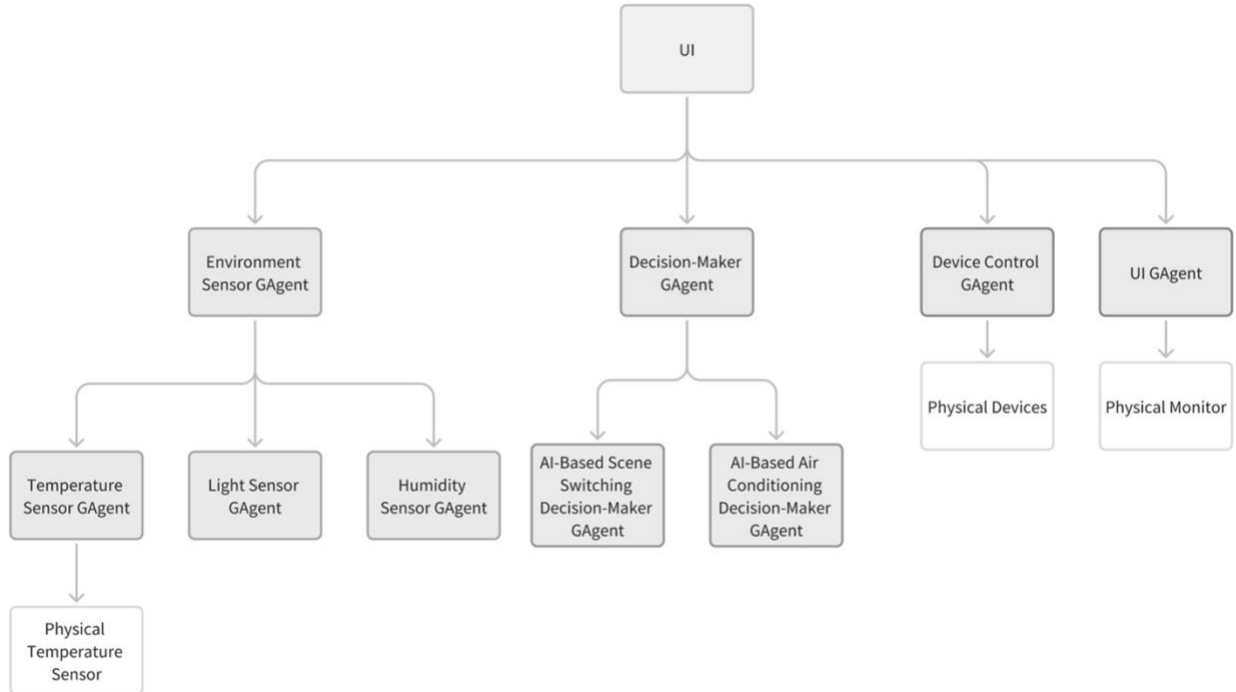 UI
Environment
Sensor GAgent
Decision-Maker
GAgent
Device Control
GAgent
UI GAgent
Physical Devices
Physical Monitor
Temperature
Sensor GAgent
Light Sensor
GAgent
Humidity
Sensor GAgent
AI-Based Scene
Switching
Decision-Maker
GAgent
AI-Based Air
Conditioning
Decision-Maker
GAgent
Physical
Temperature
Sensor